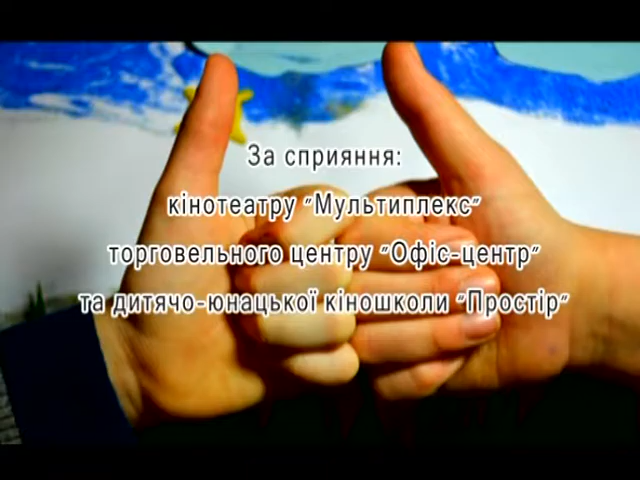 За сприяння:
кінотеатру "Мультиплекс"
торговельного центру "Офіс-центр"
та дитячо-юнацької кіношколи "Простір"